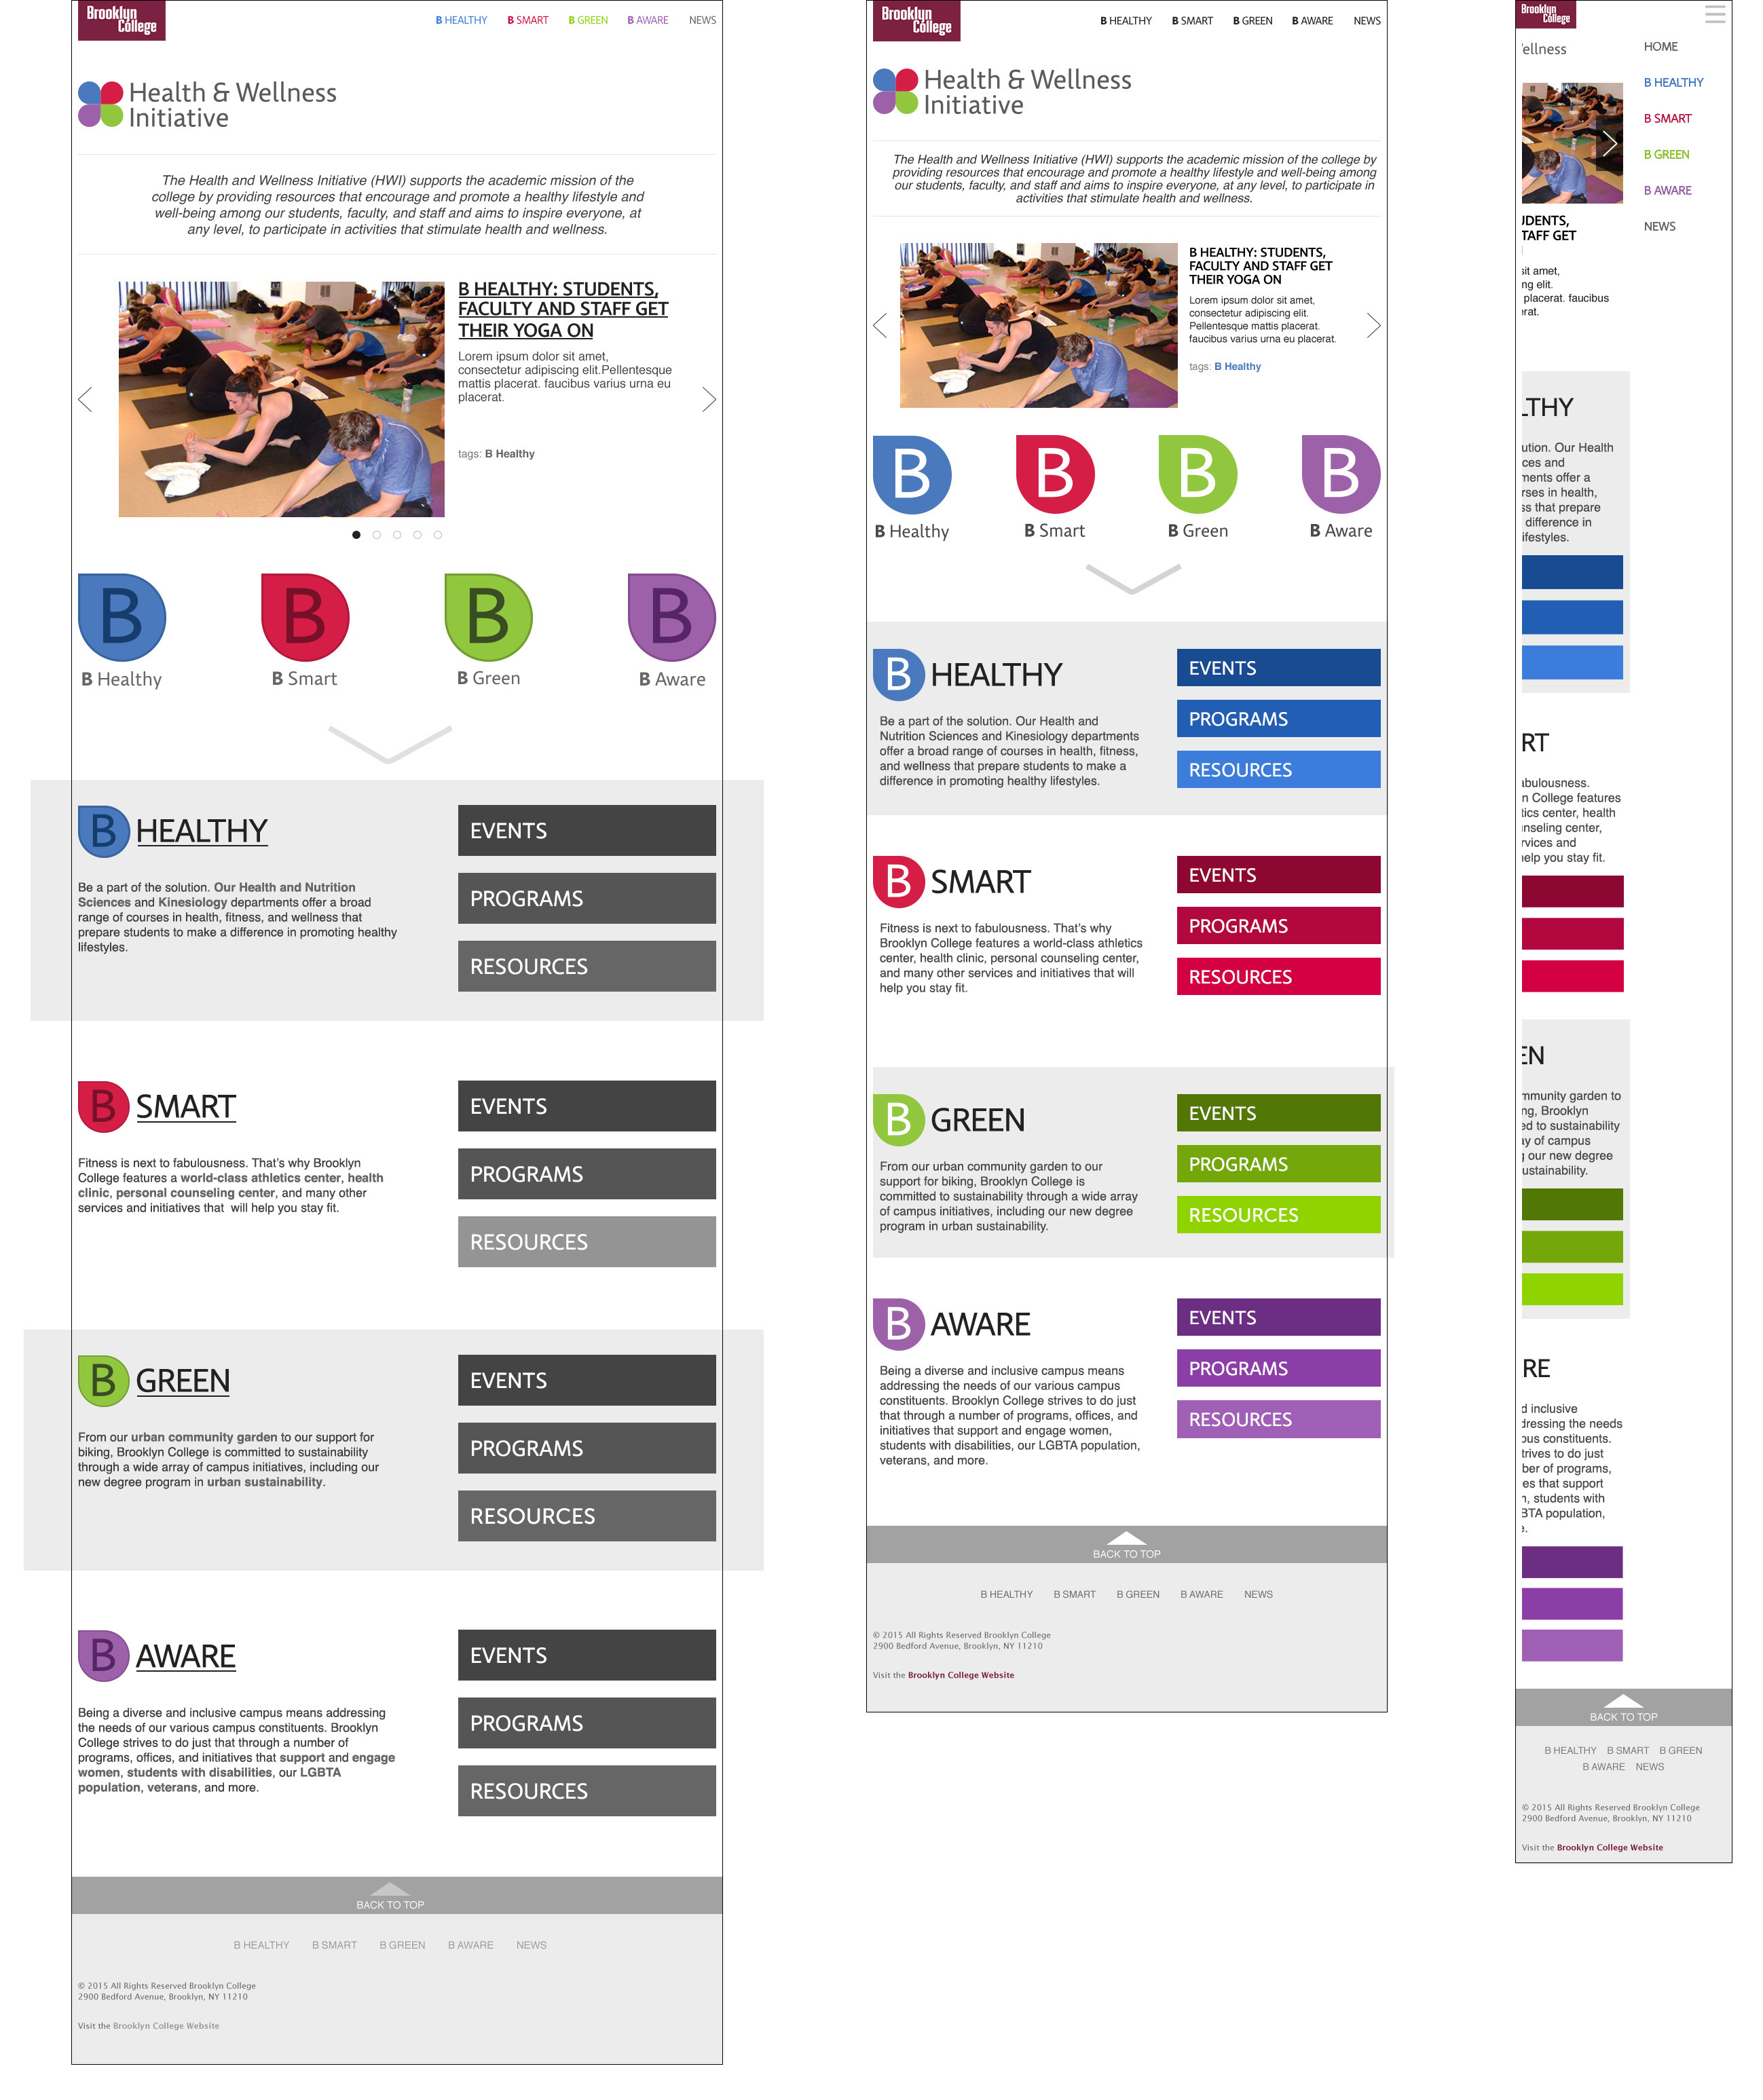 Brooklyn
College
B HEALTHY B SMART B GREEN B AWARE NEWS
Health & Wellness
Initiative
The Health and Wellness Initiative (HWI) supports the academic mission of the
college by providing resources that encourage and promote a healthy lifestyle and
well-being among our students, faculty, and staff and aims to inspire everyone, at
any level, to participate in activities that stimulate health and wellness.
B HEALTHY: STUDENTS,
FACULTY AND STAFF GET
THEIR YOGA ON
Lorem ipsum dolor sit amet,
consectetur adipiscing elit.Pellentesque
mattis placerat. faucibus varius urna eu
placerat.
tags: B Healthy
B
B
B
B
B Healthy
B Smart
B Green
B Aware
B HEALTHY
Be a part of the solution. Our Health and Nutrition
Sciences and Kinesiology departments offer a broad
range of courses in health, fitness, and wellness that
prepare students to make a difference in promoting healthy
lifestyles.
EVENTS
PROGRAMS
RESOURCES
B SMART
Fitness is next to fabulousness. That's why Brooklyn
College features a world-class athletics center, health
clinic, personal counseling center, and many other
services and initiatives that will help you stay fit.
EVENTS
PROGRAMS
RESOURCES
B GREEN
From our urban community garden to our support for
biking, Brooklyn College is committed to sustainability
through a wide array of campus initiatives, including our
new degree program in urban sustainability.
EVENTS
PROGRAMS
RESOURCES
B AWARE
Being a diverse and inclusive campus means addressing
the needs of our various campus constituents. Brooklyn
College strives to do just that through a number of
programs, offices, and initiatives that support and engage
women, students with disabilities, our LGBTA
population, veterans, and more.
EVENTS
PROGRAMS
RESOURCES
BACK TO TOP
B HEALTHY B SMART B GREEN B AWARE NEWS
© 2015 All Rights Reserved Brooklyn College
2900 Bedford Avenue, Brooklyn, NY 11210
Visit the Brooklyn College Website
Brooklyn
College
B HEALTHY B SMART B GREEN B AWARE NEWS
Health & Wellness
Initiative
The Health and Wellness Initiative (HWI) supports the academic mission of the college by
providing resources that encourage and promote a healthy lifestyle and well-being among
our students, faculty, and staff and aims to inspire everyone, at any level, to participate in
activities that stimulate health and wellness.
B HEALTHY: STUDENTS,
FACULTY AND STAFF GET
THEIR YOGA ON
Lorem ipsum dolor sit amet,
consectetur adipiscing elit.
Pellentesque mattis placerat.
faucibus varius urna eu placerat.
tags: B Healthy
B
B
B
B
B Healthy
B Smart
B Green
B Aware
B HEALTHY
Be a part of the solution. Our Health and
Nutrition Sciences and Kinesiology departments
offer a broad range of courses in health, fitness,
and wellness that prepare students to make a
difference in promoting healthy lifestyles.
EVENTS
PROGRAMS
RESOURCES
B SMART
Fitness is next to fabulousness. That's why
Brooklyn College features a world-class athletics
center, health clinic, personal counseling center,
and many other services and initiatives that will
help you stay fit.
EVENTS
PROGRAMS
RESOURCES
B GREEN
From our urban community garden to our
support for biking, Brooklyn College is
committed to sustainability through a wide array
of campus initiatives, including our new degree
program in urban sustainability.
EVENTS
PROGRAMS
RESOURCES
B AWARE
Being a diverse and inclusive campus means
addressing the needs of our various campus
constituents. Brooklyn College strives to do just
that through a number of programs, offices, and
initiatives that support and engage women,
students with disabilities, our LGBTA population,
veterans, and more.
EVENTS
PROGRAMS
RESOURCES
BACK TO TOP
B HEALTHY B SMART B GREEN B AWARE NEWS
© 2015 All Rights Reserved Brooklyn College
2900 Bedford Avenue, Brooklyn, NY 11210
Visit the Brooklyn College Website
Brooklyn
College
ellness
HOME
B HEALTHY
B SMART
B GREEN
B AWARE
NEWS
UDENTS,
TAFF GET
sit amet,
ng elit.
placerat. faucibus
rat.
LTHY
ution. Our Health
ces and
ments offer a
rses in health,
ss that prepare
difference in
ifestyles.
RT
abulousness.
n College features
tics center, health
unseling center,
rvices and
help you stay fit.
EN
mmunity garden to
ng, Brooklyn
ed to sustainability
ay of campus
g our new degree
ustainability.
RE
d inclusive
dressing the needs
pus constituents.
trives to do just
ber of programs,
es that support
n, students with
BTA population,
e.
BACK TO TOP
B HEALTHY B SMART B GREEN
B AWARE NEWS
© 2015 All Rights Reserved Brooklyn College
2900 Bedford Avenue, Brooklyn, NY 11210
Visit the Brooklyn College Website